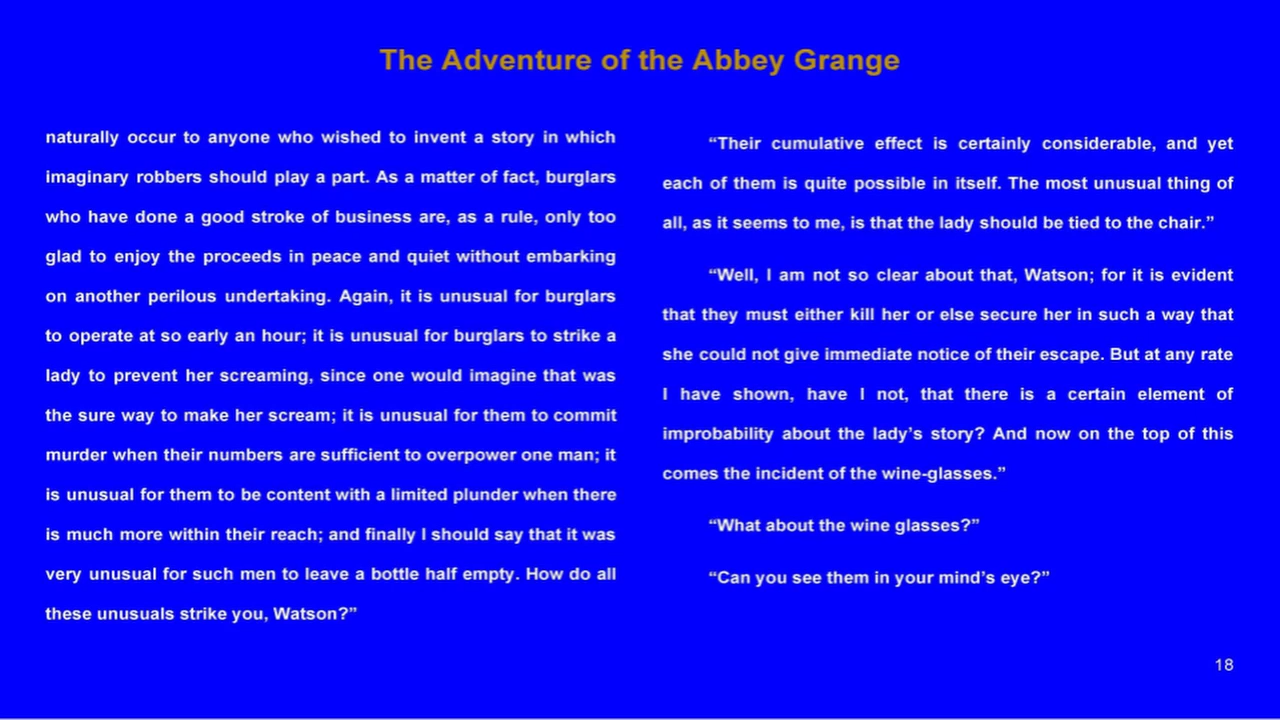 The Adventure of the Abbey Grange
naturally occur to anyone who wished to invent a story in which
imaginary robbers should play a part. As a matter of fact, burglars
who have done a good stroke of business are, as a rule, only too
glad to enjoy the proceeds in peace and quiet without embarking
on another perilous undertaking. Again, it is unusual for burglars
to operate at so early an hour; it is unusual for burglars to strike a
lady to prevent her screaming, since one would imagine that was
the sure way to make her scream; it is unusual for them to commit
murder when their numbers are sufficient to overpower one man; it
is unusual for them to be content with a limited plunder when there
is much more within their reach; and finally I should say that it was
very unusual for such men to leave a bottle half empty. How do all
these unusuals strike you, Watson?”
“Their cumulative effect is certainly considerable, and yet
each of them is quite possible in itself. The most unusual thing of
all, as it seems to me, is that the lady should be tied to the chair.”
“Well, I am not so clear about that, Watson; for it is evident
that they must either kill her or else secure her in such a way that
she could not give immediate notice of their escape. But at any rate
I have shown, have I not, that there is a certain element of
improbability about the lady’s story? And now on the top of this
comes the incident of the wine-glasses.”
“What about the wine glasses?”
“Can you see them in your mind’s eye?”
18